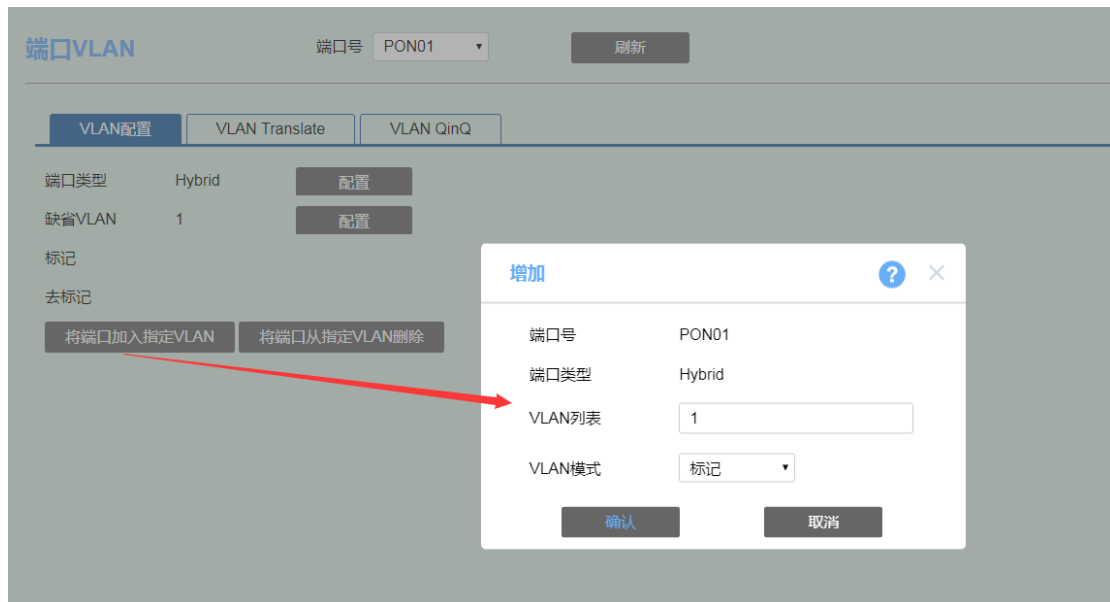 端口VLAN 端口号 PON01 刷新
VLAN配置 VLAN Translate VLAN QinQ
端口类型 Hybrid 配置
缺省VLAN 1 配置
标记
去标记
将端口加入指定VLAN 将端口从指定VLAN删除
增加 ?
端口号 PON01
端口类型 Hybrid
VLAN列表 1
VLAN模式 标记
确认 取消